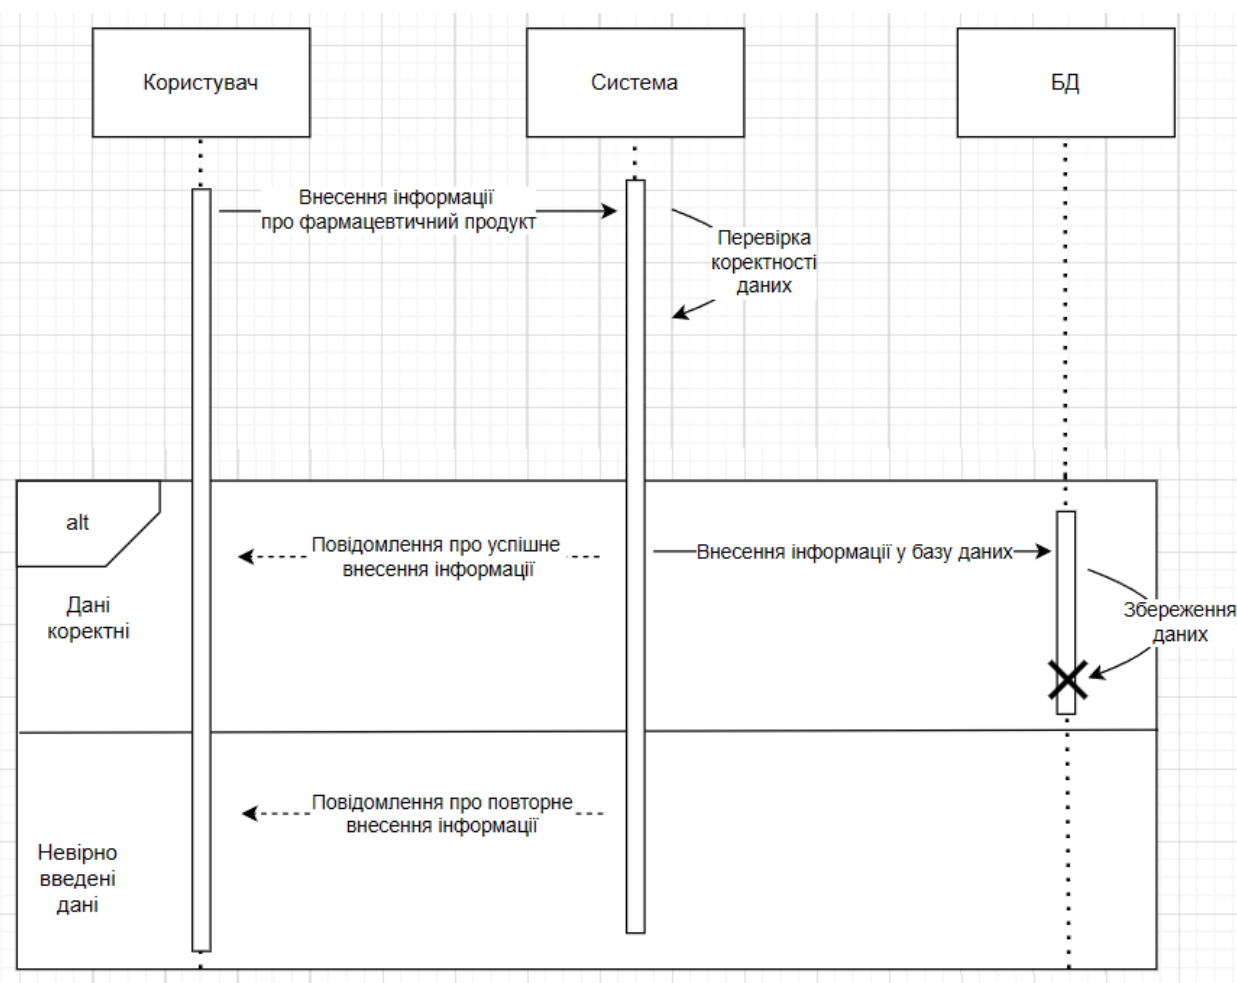 Користувач
Система
БД
Внесення інформації
про фармацевтичний продукт
Перевірка
коректності
даних
alt
Дані
коректні
Повідомлення про успішне
внесення інформації
Внесення інформації у базу даних
Збереження
даних
Повідомлення про повторне
внесення інформації
Невірно
введені
дані